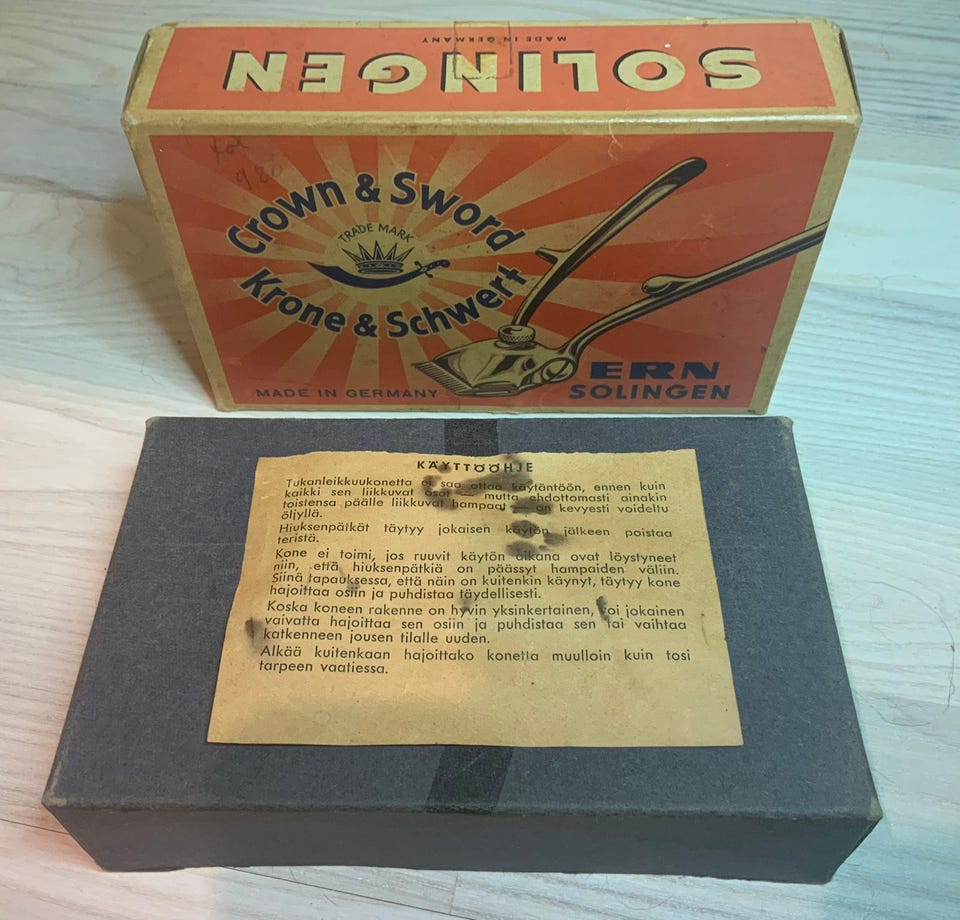 MADE IN GERMANY
SOLINGEN
Crown & Sword
TRADE MARK
Krone & Schwert
ERN
MADE IN GERMANY
SOLINGEN
KÄYTTÖÖHJE
Tukanleikkuukonetta ei saa ottaa käytäntöön, ennen kuin
kaikki sen liikkuvat osat — mutta ehdottomasti ainakin
toistensa päälle liikkuvat hampaat — on kevyesti voideltu
öljyllä.
Hiuksenpätkät täytyy jokaisen käytön jälkeen poistaa
teristä.
Kone ei toimi, jos ruuvit käytön aikana ovat löystyneet
niin, että hiuksenpätkiä on päässyt hampaiden väliin.
Siinä tapauksessa, että näin on kuitenkin käynyt, täytyy kone
hajoittaa osiin ja puhdistaa täydellisesti.
Koska koneen rakenne on hyvin yksinkertainen, voi jokainen
vaivatta hajoittaa sen osiin ja puhdistaa sen tai vaihtaa
katkenneen jousen tilalle uuden.
Alkää kuitenkaan hajoittako konetta muulloin kuin tosi
tarpeen vaatiessa.